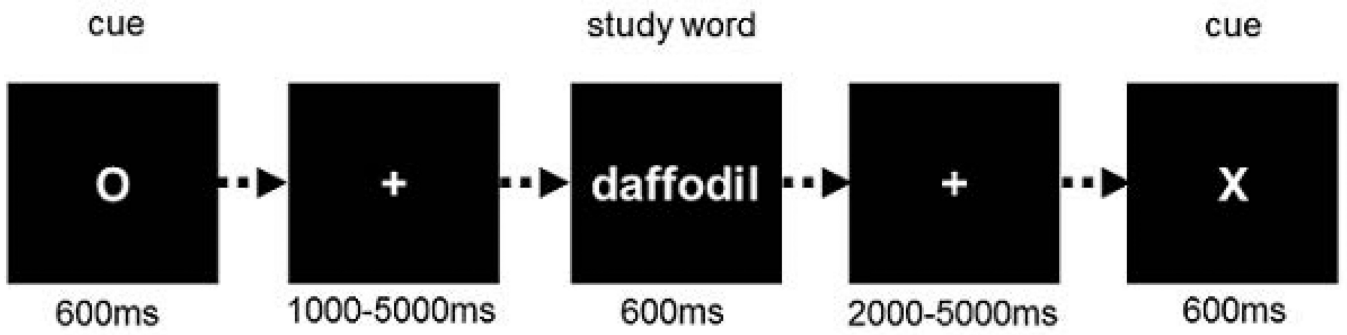 cue study word cue
O + daffodil + X
600ms 1000-5000ms 600ms 2000-5000ms 600ms